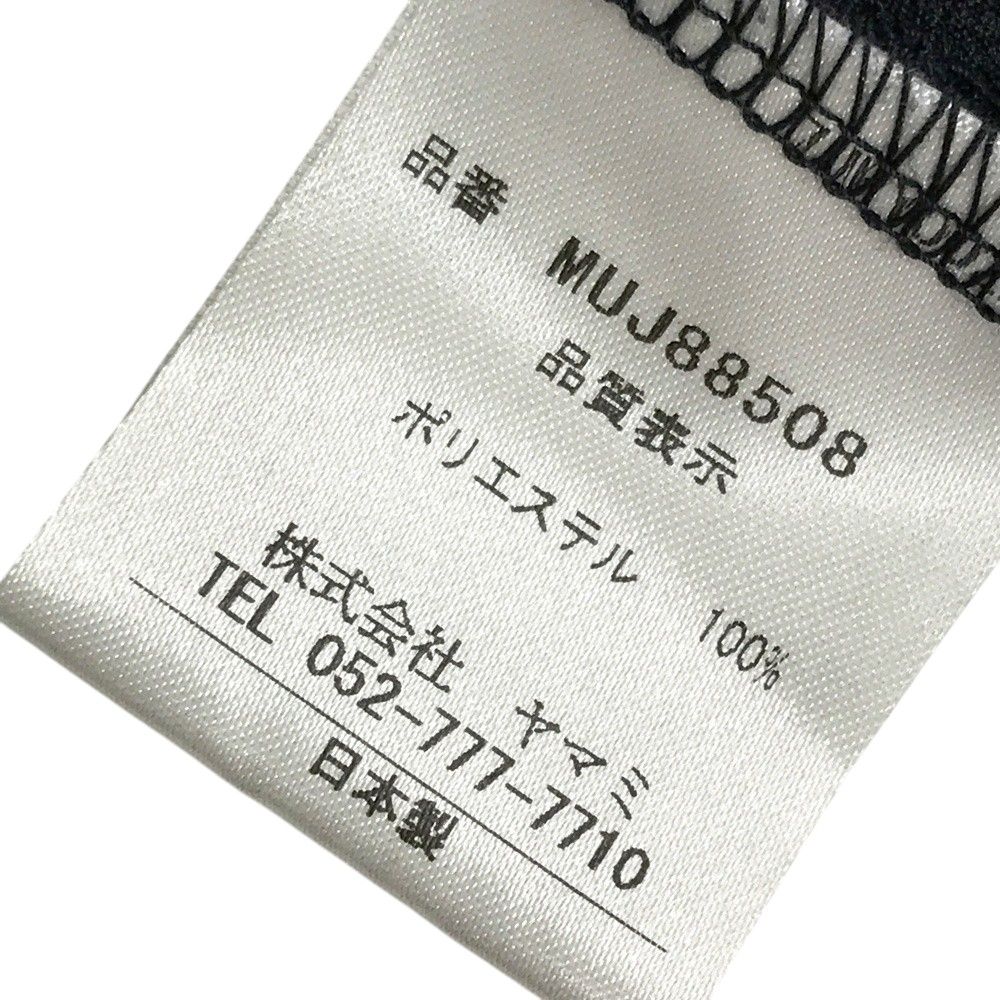 品番 MUJ88508
品質表示
ポリエステル 100%
株式会社 ヤマミ
TEL 052-777-7710
日本製